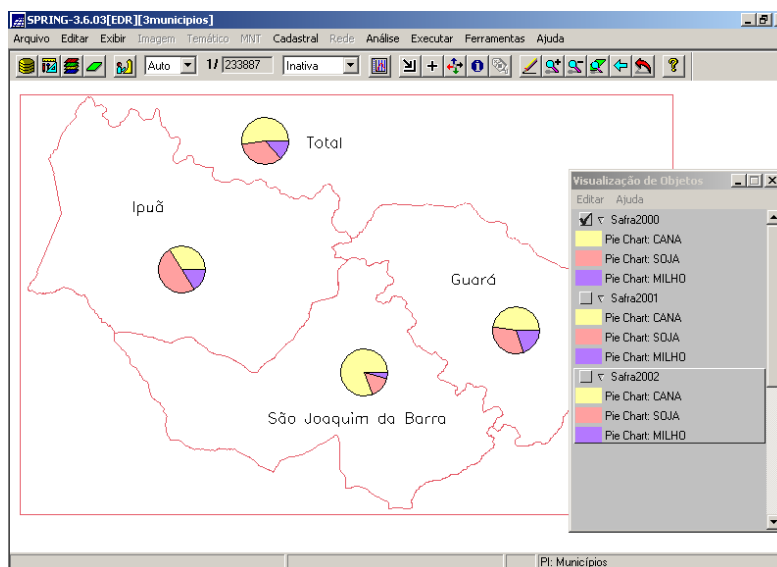 SPRING-3.6.03[EDR][3municipios]
Arquivo Editar Exibir Imagem Temático MNT Cadastral Rede Análise Executar Ferramentas Ajuda
Auto 1/ 233887 Inativa
Total
Ipuã
Guará
São Joaquim da Barra
Visualização de Objetos
Editar Ajuda
Safra2000
Pie Chart: CANA
Pie Chart: SOJA
Pie Chart: MILHO
Safra2001
Pie Chart: CANA
Pie Chart: SOJA
Pie Chart: MILHO
Safra2002
Pie Chart: CANA
Pie Chart: SOJA
Pie Chart: MILHO
PI: Municípios